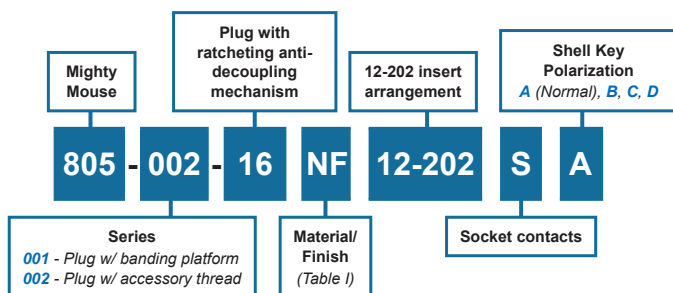 Mighty
Mouse
Plug with
ratcheting anti-
decoupling
mechanism
12-202 insert
arrangement
Shell Key
Polarization
A (Normal), B, C, D
805 - 002 - 16 NF 12-202 S A
Series
001 - Plug w/ banding platform
002 - Plug w/ accessory thread
Material/
Finish
(Table I)
Socket contacts